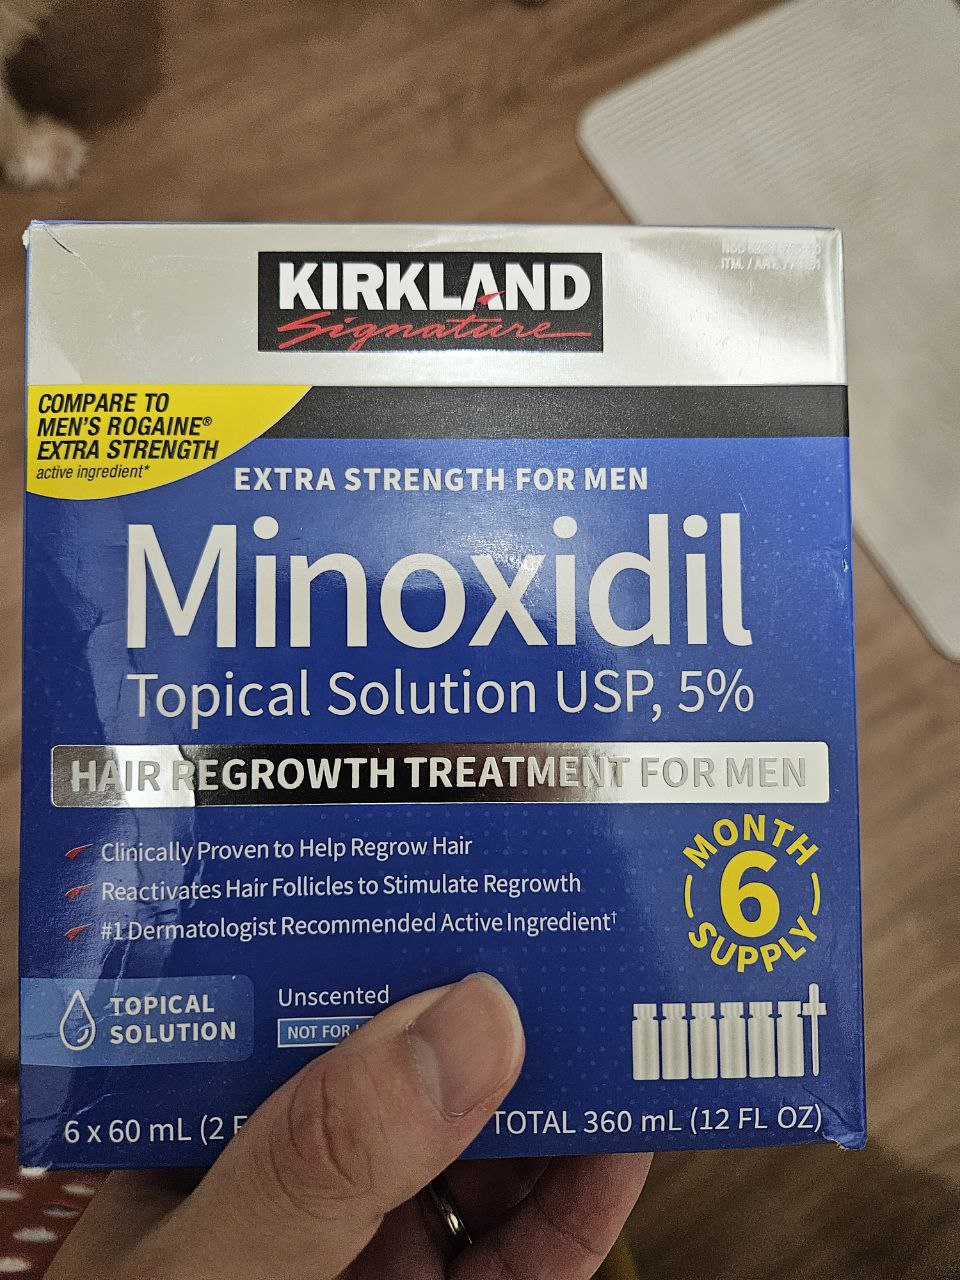 KIRKLAND
Signature
ITM. / ART.
COMPARE TO
MEN'S ROGAINE®
EXTRA STRENGTH
active ingredient*
EXTRA STRENGTH FOR MEN
Minoxidil
Topical Solution USP, 5%
HAIR REGROWTH TREATMENT FOR MEN
Clinically Proven to Help Regrow Hair
Reactivates Hair Follicles to Stimulate Regrowth
#1 Dermatologist Recommended Active Ingredient†
MONTH
6
SUPPLY
TOPICAL
SOLUTION
Unscented
NOT FOR
6 x 60 mL (2 F
TOTAL 360 mL (12 FL OZ)